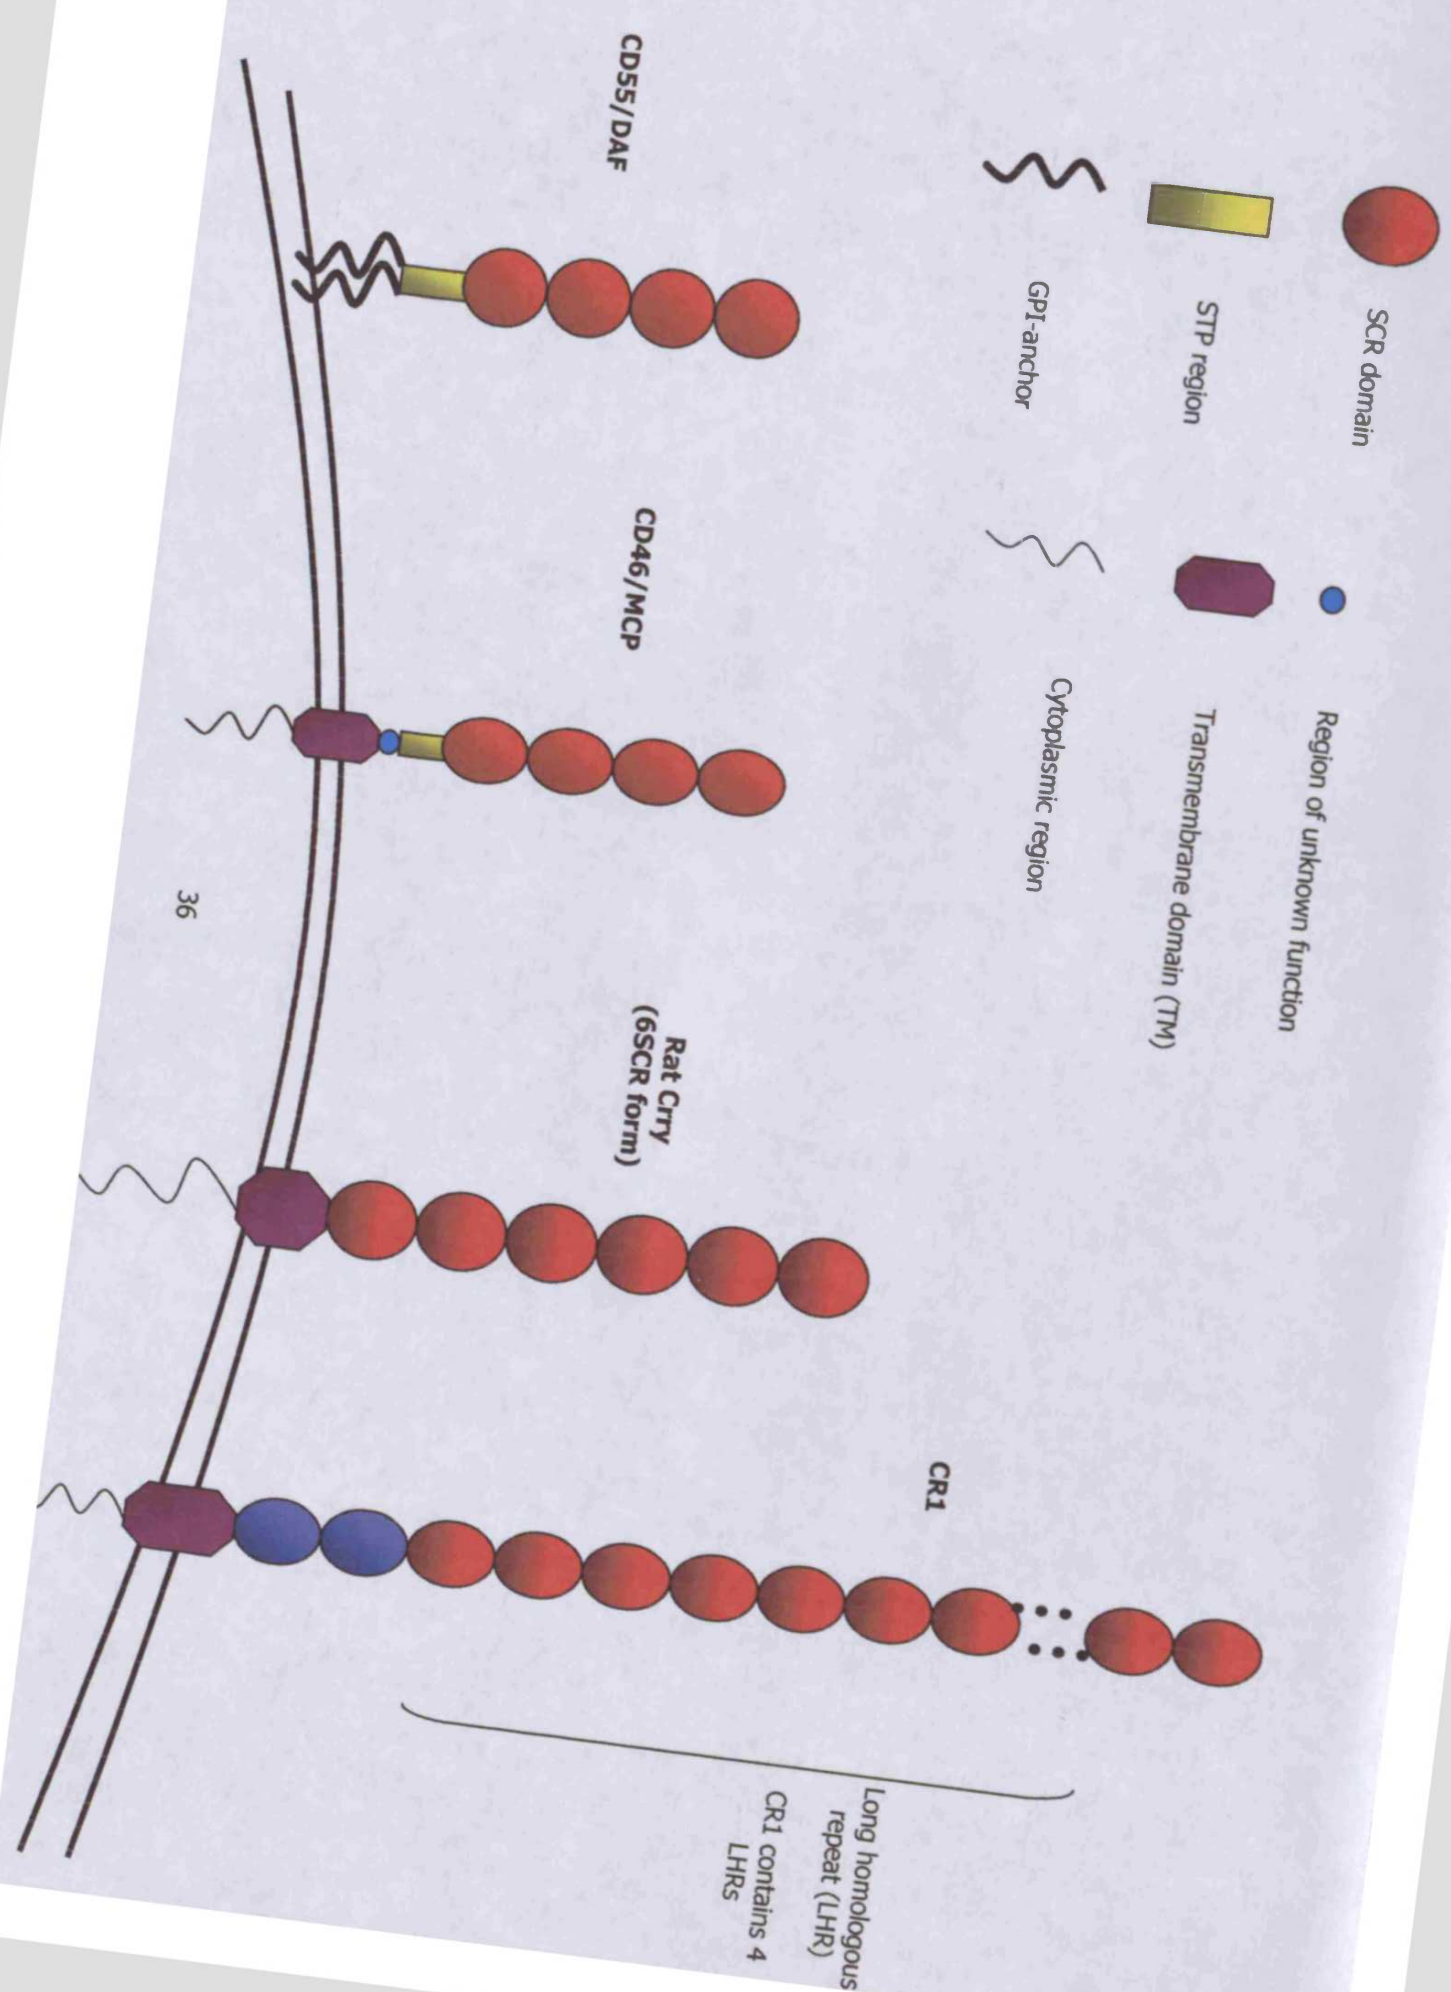 SCR domain
Region of unknown function
STP region
Transmembrane domain (TM)
GPI-anchor
Cytoplasmic region
CR1
Long homologous
repeat (LHR)
CR1 contains 4
LHRs
Rat Crry
(6SCR form)
CD46/MCP
CD55/DAF
36